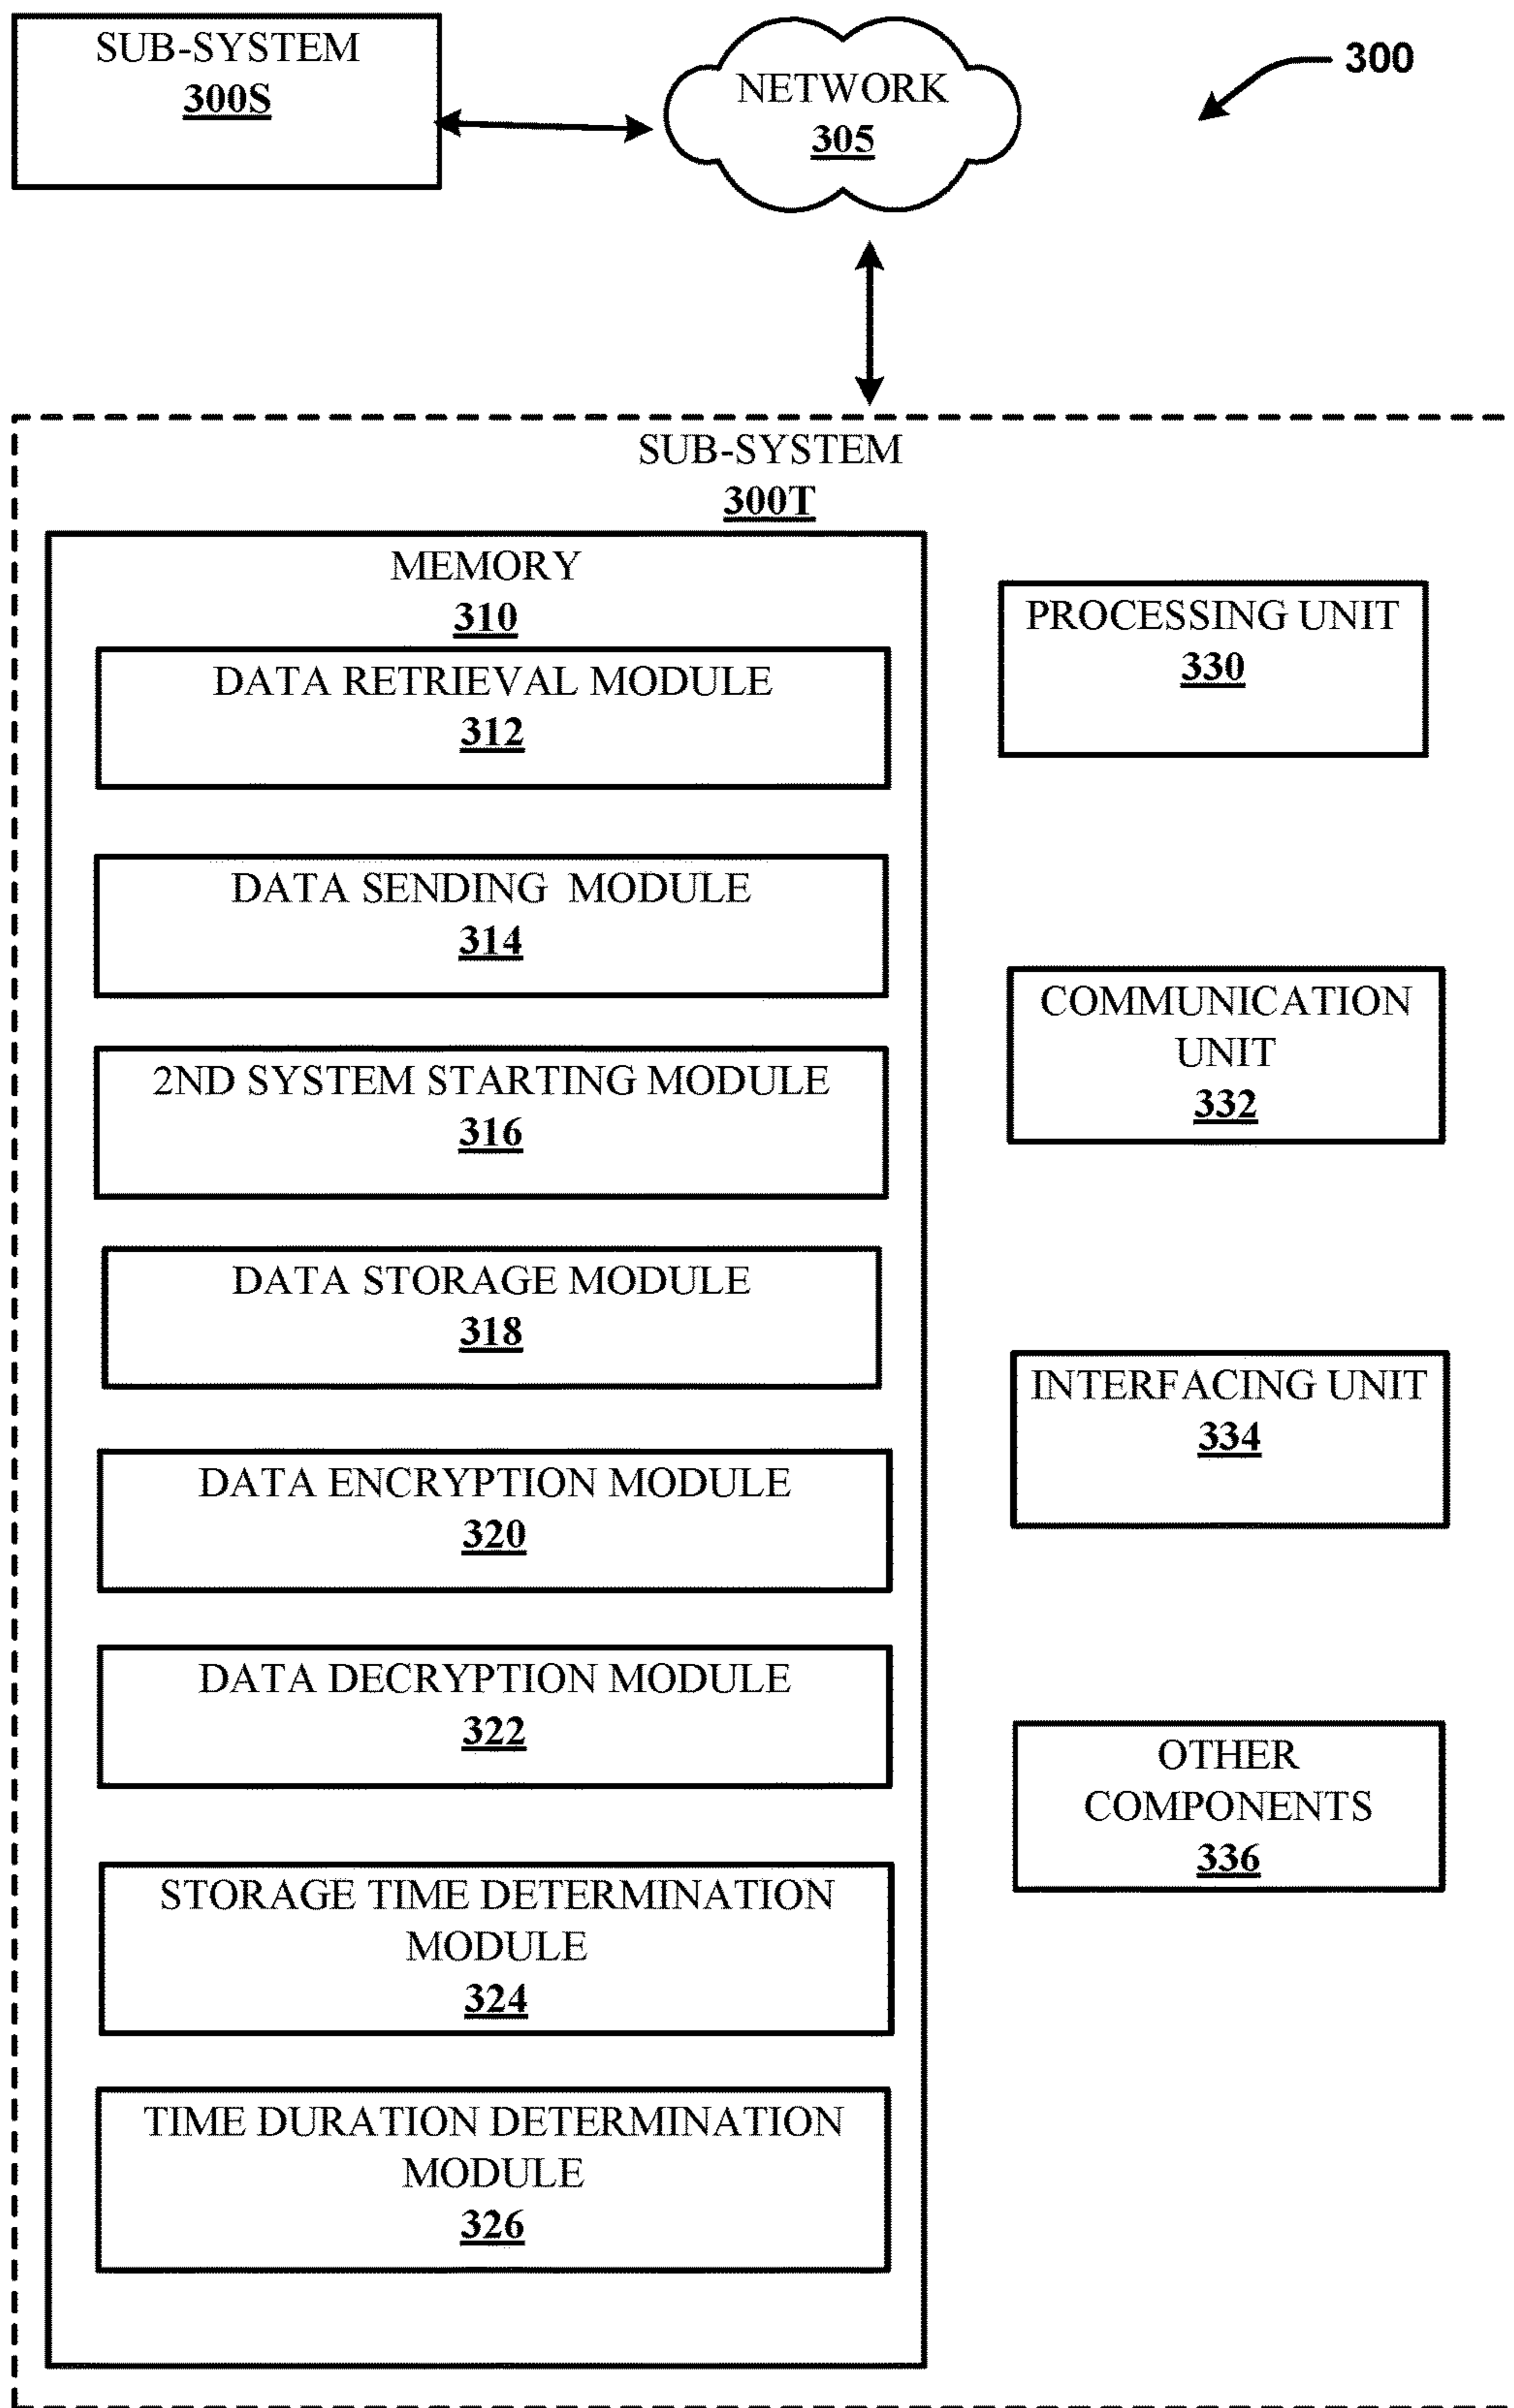 SUB-SYSTEM
300S
NETWORK
305
300
SUB-SYSTEM
300T
MEMORY
310
DATA RETRIEVAL MODULE
312
DATA SENDING MODULE
314
2ND SYSTEM STARTING MODULE
316
DATA STORAGE MODULE
318
DATA ENCRYPTION MODULE
320
DATA DECRYPTION MODULE
322
STORAGE TIME DETERMINATION
MODULE
324
TIME DURATION DETERMINATION
MODULE
326
PROCESSING UNIT
330
COMMUNICATION
UNIT
332
INTERFACING UNIT
334
OTHER
COMPONENTS
336